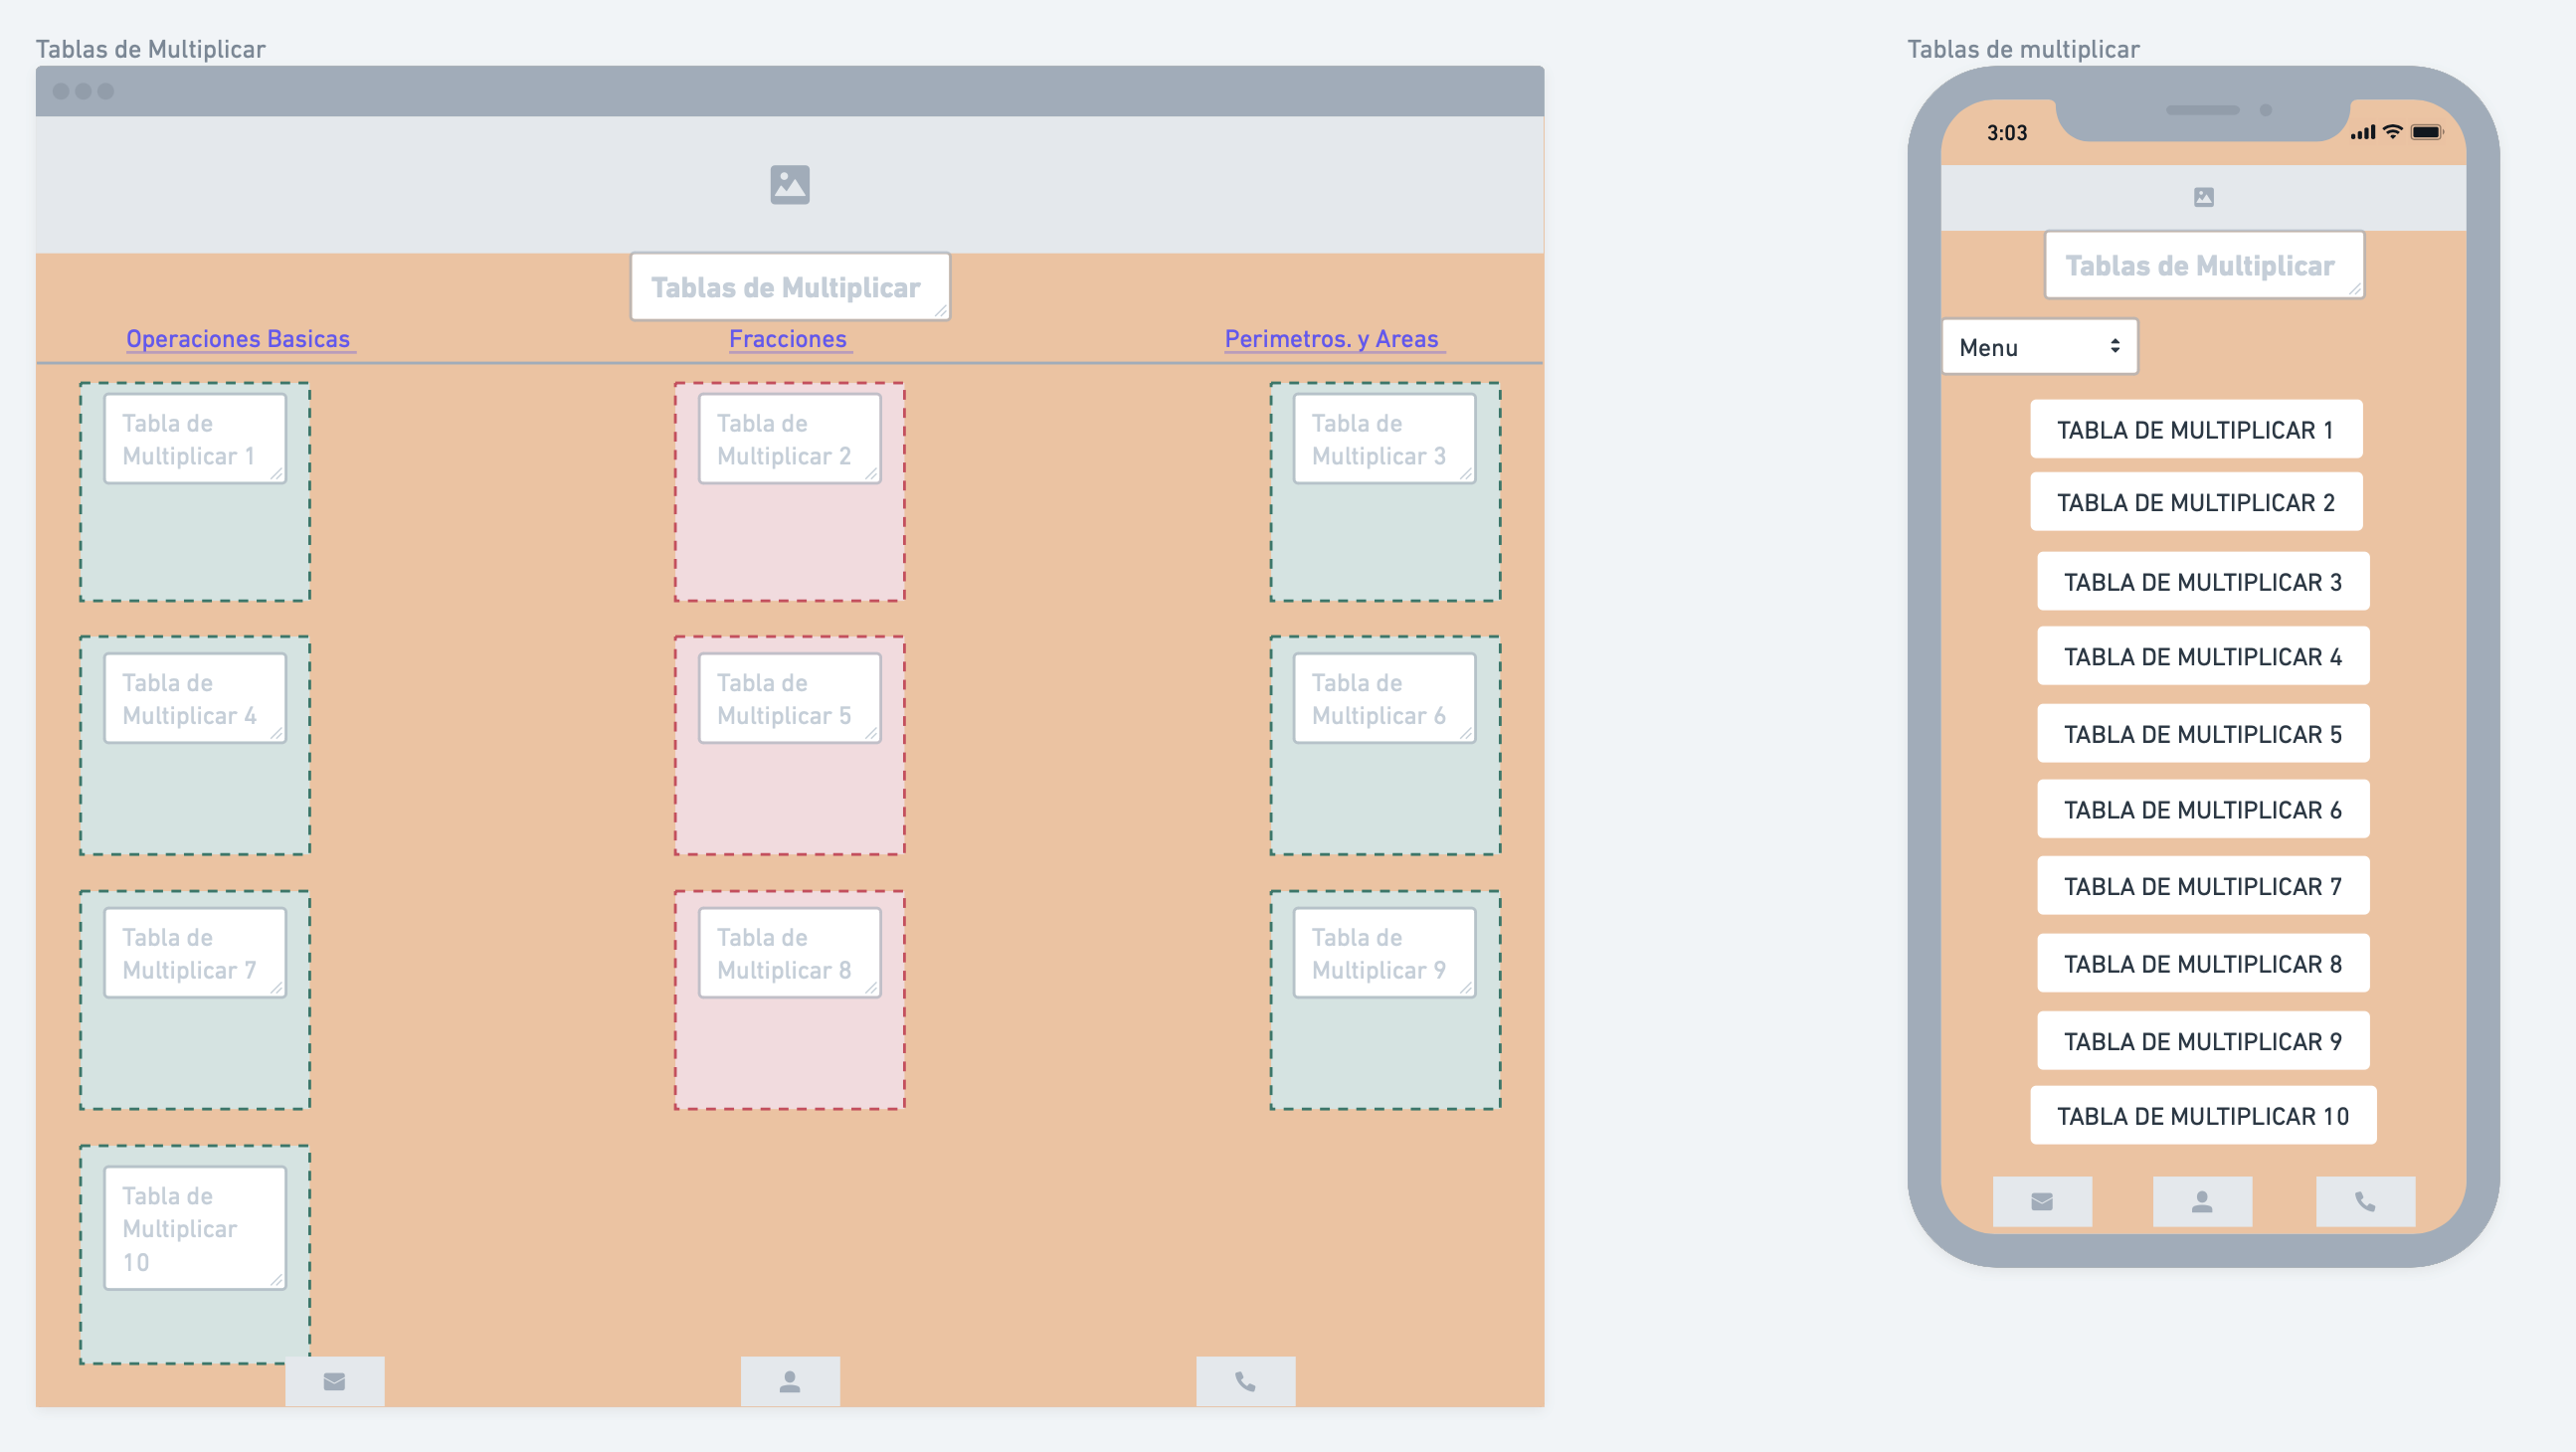 Tablas de Multiplicar
Tablas de Multiplicar
Operaciones Basicas
Fracciones
Perimetros. y Areas
Tabla de
Multiplicar 1
Tabla de
Multiplicar 2
Tabla de
Multiplicar 3
Tabla de
Multiplicar 4
Tabla de
Multiplicar 5
Tabla de
Multiplicar 6
Tabla de
Multiplicar 7
Tabla de
Multiplicar 8
Tabla de
Multiplicar 9
Tabla de
Multiplicar
10
Tablas de multiplicar
3:03
Tablas de Multiplicar
Menu
TABLA DE MULTIPLICAR 1
TABLA DE MULTIPLICAR 2
TABLA DE MULTIPLICAR 3
TABLA DE MULTIPLICAR 4
TABLA DE MULTIPLICAR 5
TABLA DE MULTIPLICAR 6
TABLA DE MULTIPLICAR 7
TABLA DE MULTIPLICAR 8
TABLA DE MULTIPLICAR 9
TABLA DE MULTIPLICAR 10